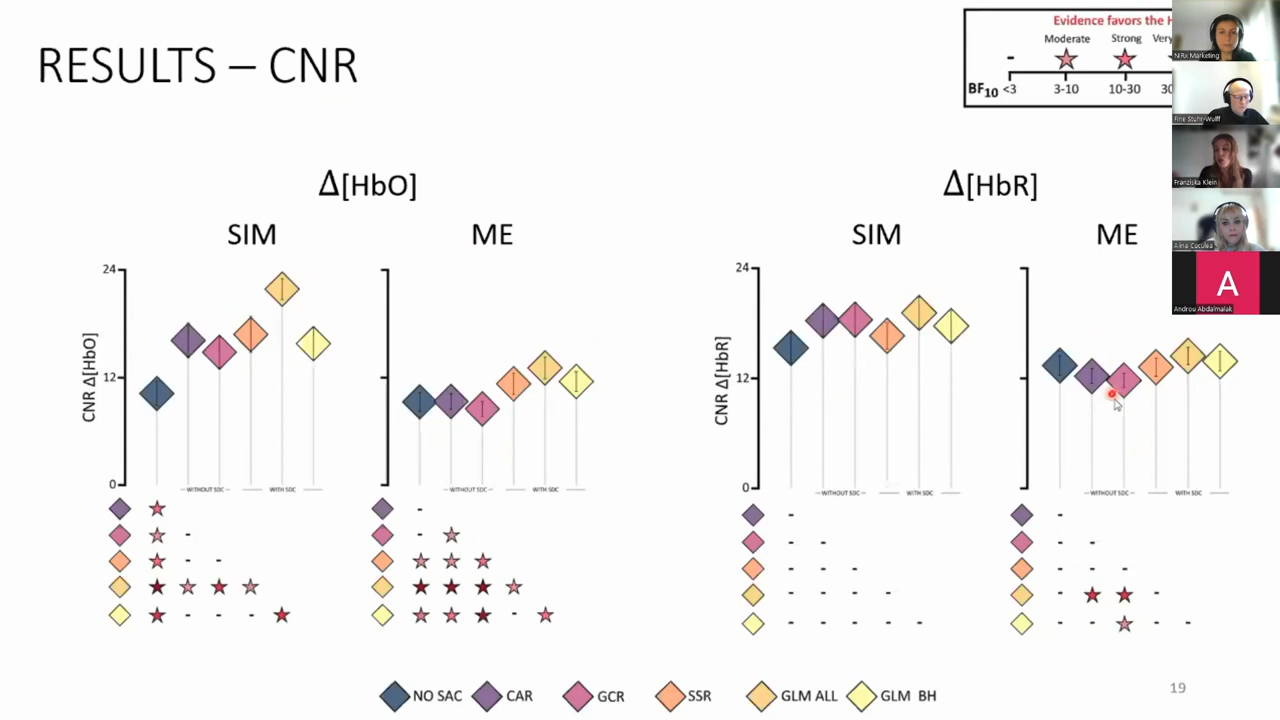 RESULTS – CNR
Evidence favors the H
Moderate Strong Very
-
BF10 <3 3-10 10-30 30
NIRx Marketing
Franziska Klein
Alina Cuculea
A
Androu Abdalmalak
Δ[HbO]
SIM ME
CNR Δ[HbO]
24
12
0
WITHOUT SDC WITH SDC
WITHOUT SDC WITH SDC
Δ[HbR]
SIM ME
CNR Δ[HbR]
24
12
0
WITHOUT SDC WITH SDC
WITHOUT SDC WITH SDC
NO SAC CAR GCR SSR GLM ALL GLM BH
19